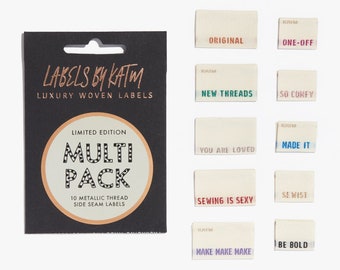 LABELS BY KATM
LUXURY WOVEN LABELS
LIMITED EDITION
MULTI
PACK
10 METALLIC THREAD
SIDE SEAM LABELS
ORIGINAL
ONE-OFF
NEW THREADS
SO COMFY
YOU ARE LOVED
MADE IT
SEWING IS SEXY
SEWIST
MAKE MAKE MAKE
BE BOLD